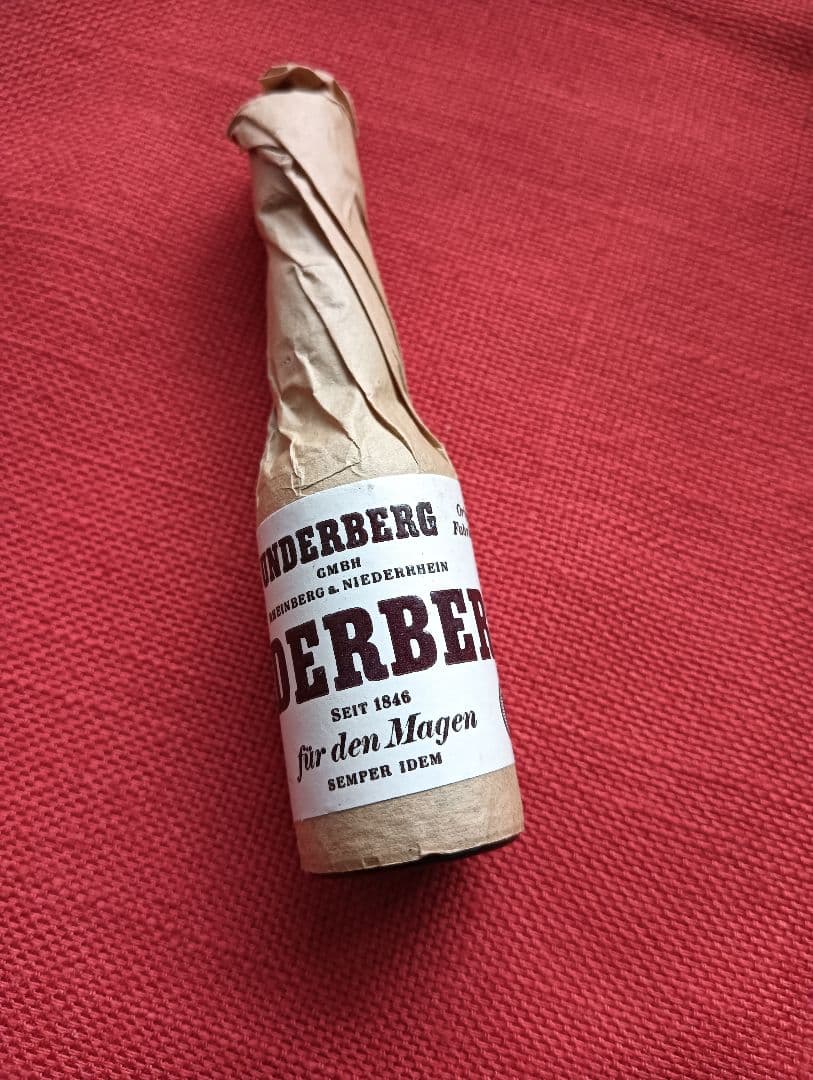 UNDERBERG
GMBH
RHEINBERG a. NIEDERRHEIN
DERBER
SEIT 1846
für den Magen
SEMPER IDEM